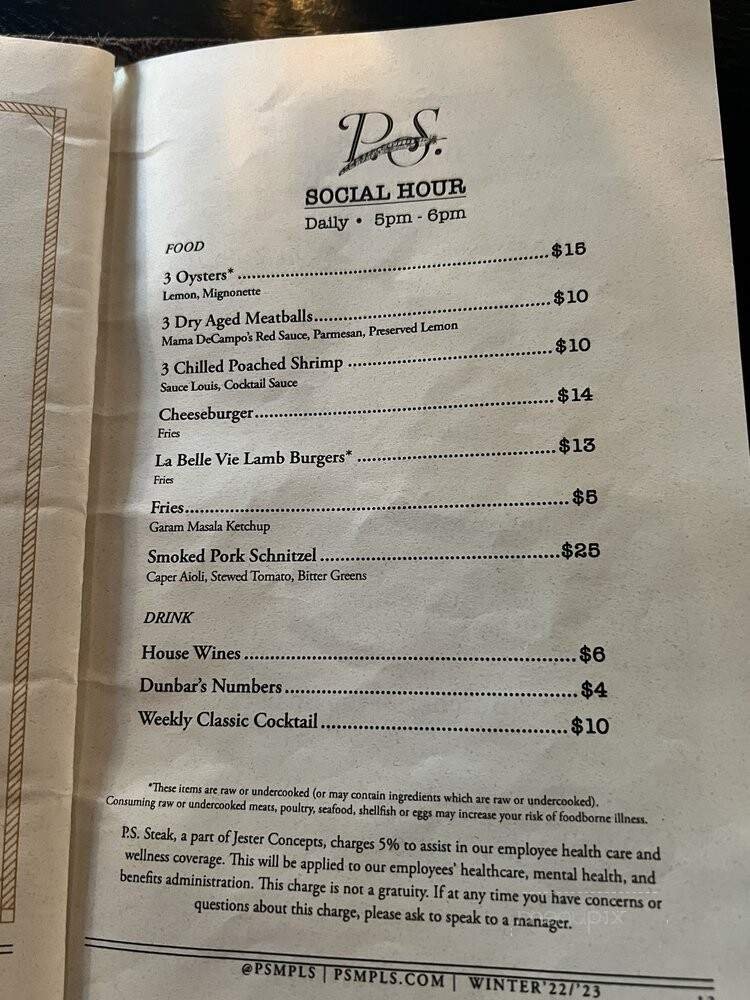 P.S.
SOCIAL HOUR
Daily • 5pm - 6pm
FOOD
3 Oysters* $15
Lemon, Mignonette
3 Dry Aged Meatballs $10
Mama DeCampo's Red Sauce, Parmesan, Preserved Lemon
3 Chilled Poached Shrimp $10
Sauce Louis, Cocktail Sauce
Cheeseburger $14
Fries
La Belle Vie Lamb Burgers* $13
Fries
Fries $5
Garam Masala Ketchup
Smoked Pork Schnitzel $25
Caper Aioli, Stewed Tomato, Bitter Greens
DRINK
House Wines $6
Dunbar's Numbers $4
Weekly Classic Cocktail $10
*These items are raw or undercooked (or may contain ingredients which are raw or undercooked).
Consuming raw or undercooked meats, poultry, seafood, shellfish or eggs may increase your risk of foodborne illness.
P.S. Steak, a part of Jester Concepts, charges 5% to assist in our employee health care and
wellness coverage. This will be applied to our employees' healthcare, mental health, and
benefits administration. This charge is not a gratuity. If at any time you have concerns or
questions about this charge, please ask to speak to a manager.
@PSMPLS | PSMPLS.COM | WINTER'22/'23